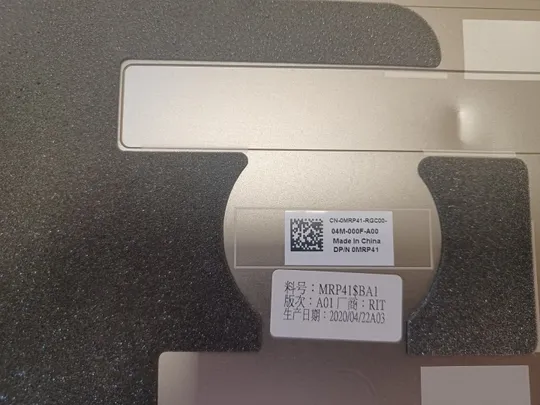 CN-0MRP41-RGC00-
04M-000F-A00
Made In China
DP/N 0MRP41
料号：MRP41$BA1
版次：A01 厂商：RIT
生产日期：2020/04/22A03